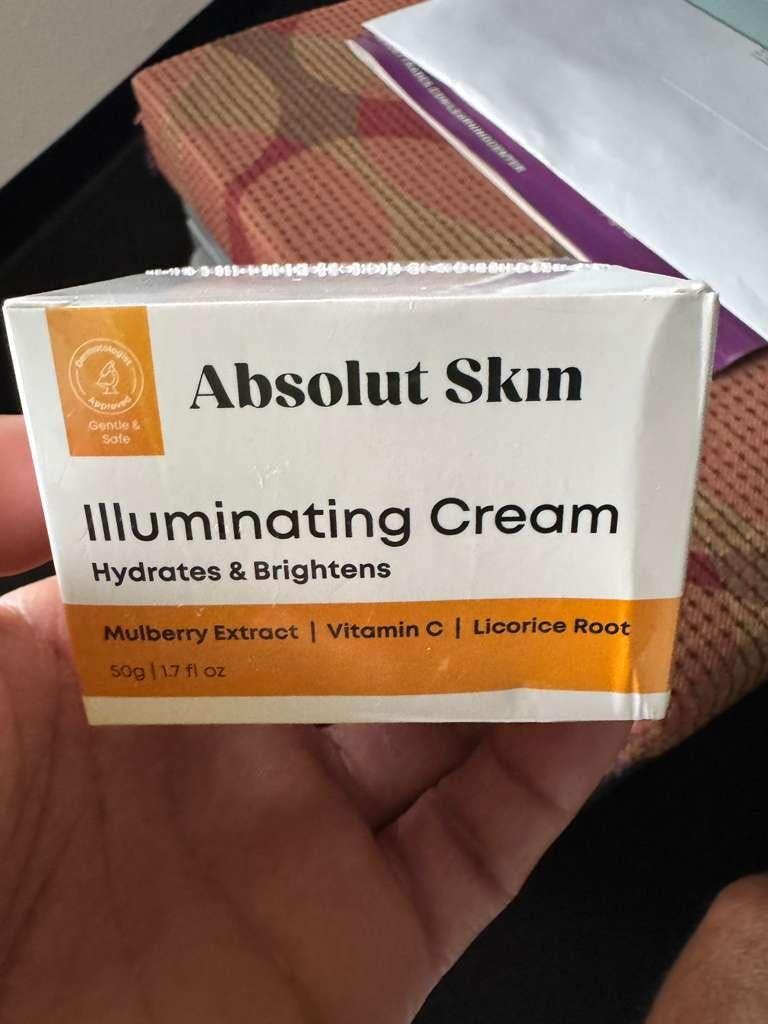 Dermatologist
Approved
Gentle &
Safe
Absolut Skin
Illuminating Cream
Hydrates & Brightens
Mulberry Extract | Vitamin C | Licorice Root
50g | 1.7 fl oz